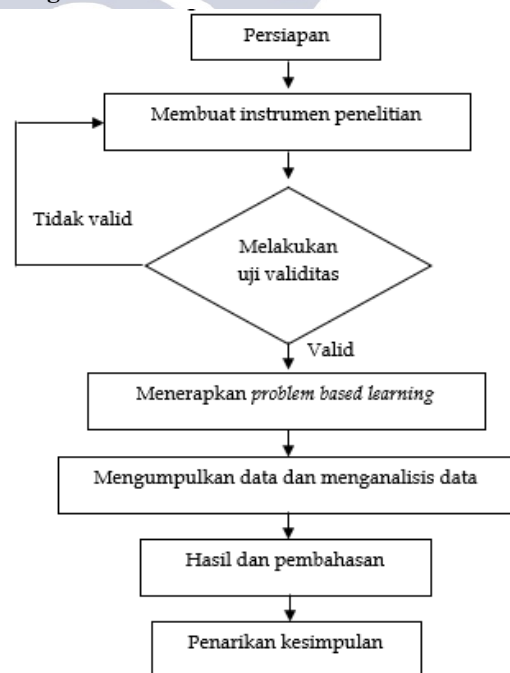 Persiapan
Membuat instrumen penelitian
Tidak valid
Melakukan
uji validitas
Valid
Menerapkan problem based learning
Mengumpulkan data dan menganalisis data
Hasil dan pembahasan
Penarikan kesimpulan